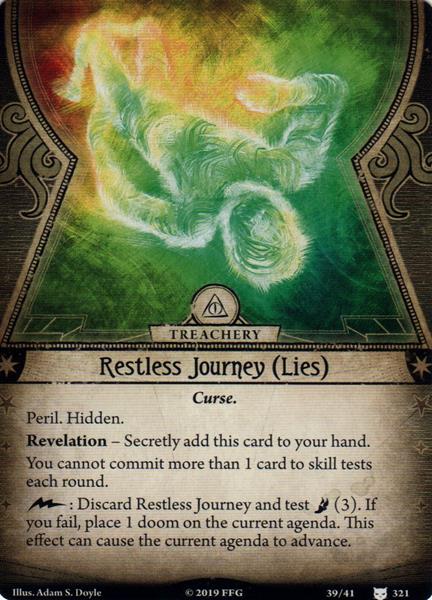 TREACHERY
Restless Journey (Lies)
Curse.
Peril. Hidden.
Revelation – Secretly add this card to your hand.
You cannot commit more than 1 card to skill tests
each round.
: Discard Restless Journey and test (3). If
you fail, place 1 doom on the current agenda. This
effect can cause the current agenda to advance.
Illus. Adam S. Doyle © 2019 FFG 39/41 321